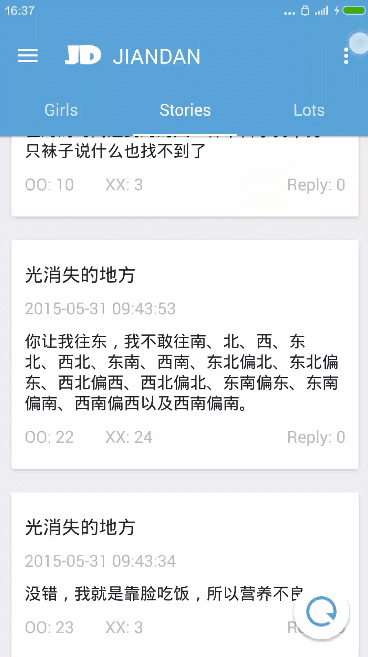 16:37
JD JIANDAN
Girls Stories Lots
只袜子说什么也找不到了
OO: 10 XX: 3 Reply: 0
光消失的地方
2015-05-31 09:43:53
你让我往东，我不敢往南、北、西、东
北、西北、东南、西南、东北偏北、东北偏
东、西北偏西、西北偏北、东南偏东、东南
偏南、西南偏西以及西南偏南。
OO: 22 XX: 24 Reply: 0
光消失的地方
2015-05-31 09:43:34
没错，我就是靠脸吃饭，所以营养不良
OO: 23 XX: 3